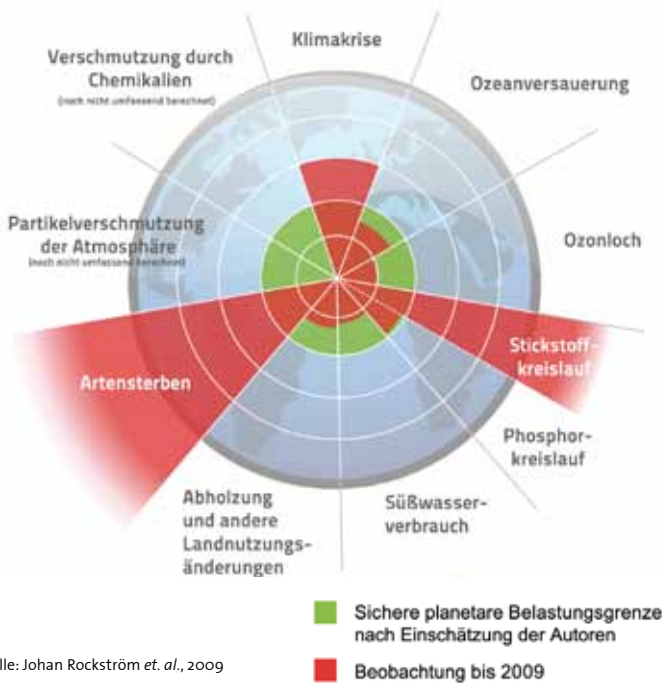 Klimakrise
Verschmutzung durch
Chemikalien
(noch nicht umfassend berechnet)
Ozeanversauerung
Partikelverschmutzung
der Atmosphäre
(noch nicht umfassend berechnet)
Ozonloch
Artensterben
Stickstoff-
kreislauf
Phosphor-
kreislauf
Abholzung
und andere
Landnutzungs-
änderungen
Süßwasser-
verbrauch
Sichere planetare Belastungsgrenze
nach Einschätzung der Autoren
lle: Johan Rockström et. al., 2009
Beobachtung bis 2009